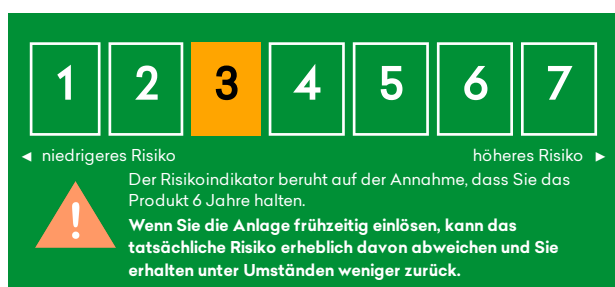 1 2 3 4 5 6 7
◄ niedrigeres Risiko höheres Risiko ►
Der Risikoindikator beruht auf der Annahme, dass Sie das
Produkt 6 Jahre halten.
!
Wenn Sie die Anlage frühzeitig einlösen, kann das
tatsächliche Risiko erheblich davon abweichen und Sie
erhalten unter Umständen weniger zurück.